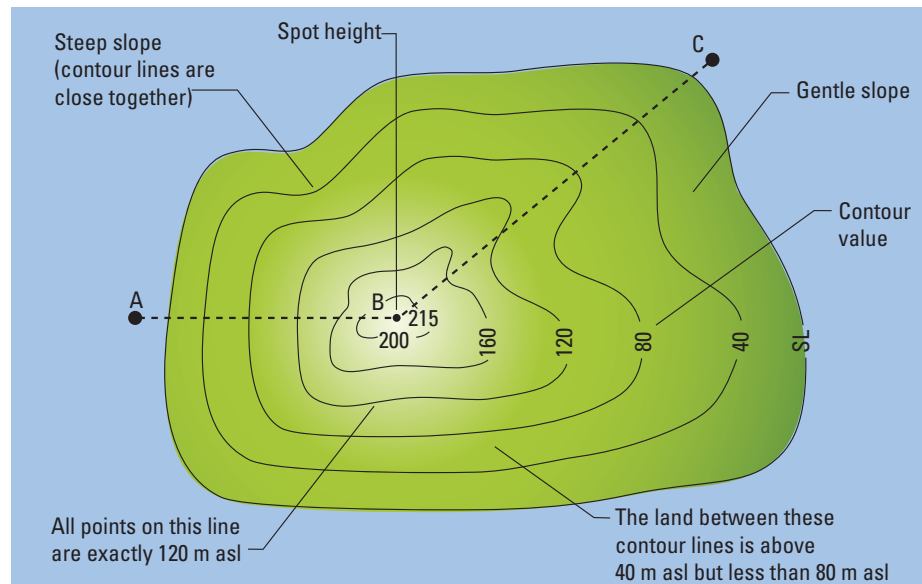 Steep slope
(contour lines are
close together)
Spot height
C
Gentle slope
Contour
value
A
B
215
200
160
120
80
40
SL
All points on this line
are exactly 120 m asl
The land between these
contour lines is above
40 m asl but less than 80 m asl